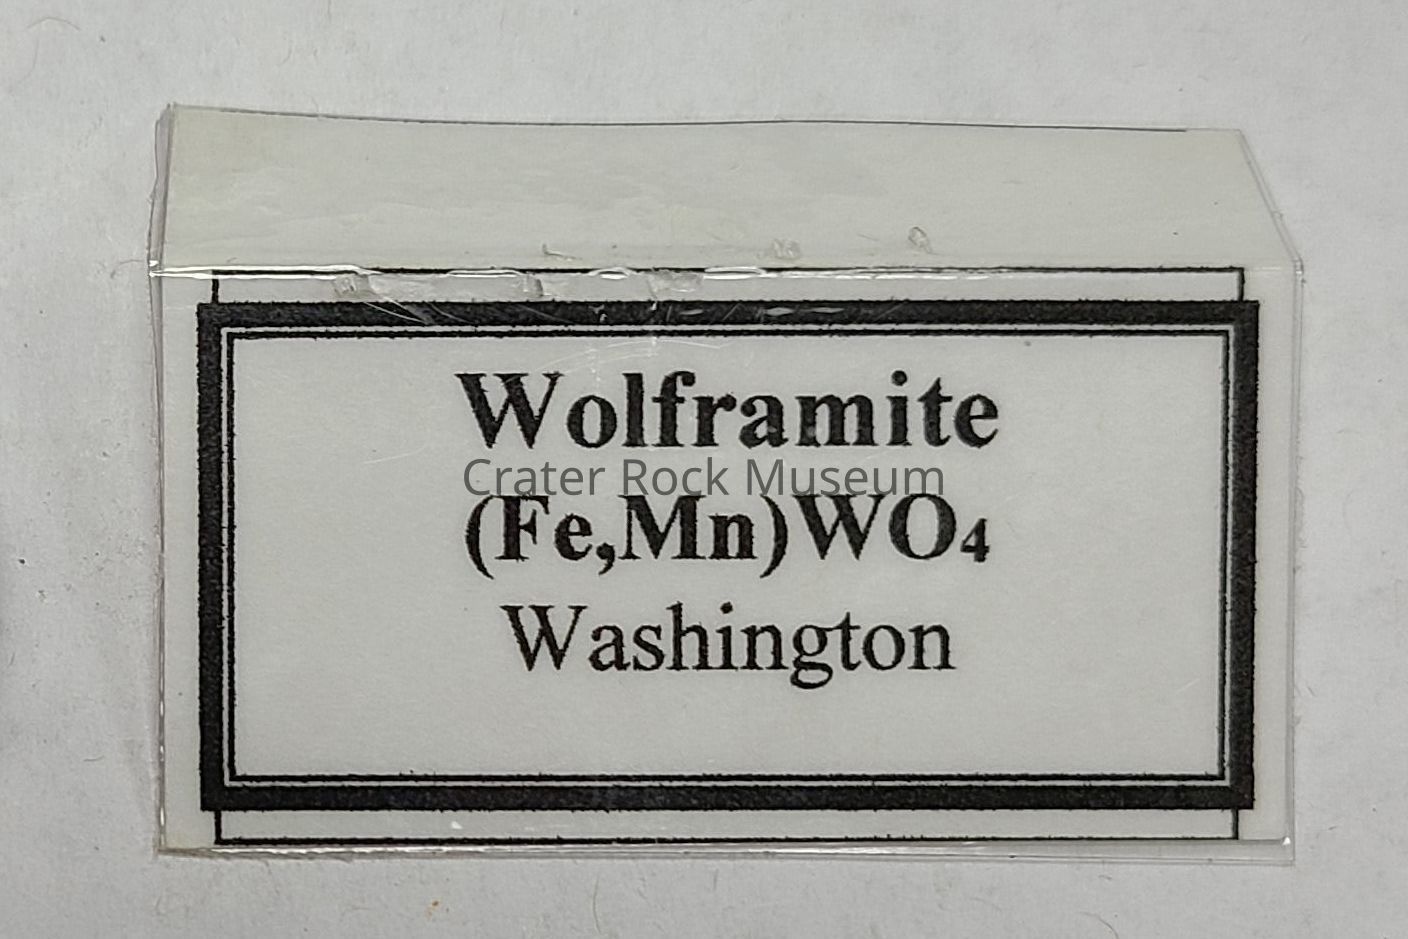 Wolframite
Crater Rock Museum
(Fe,Mn)WO₄
Washington